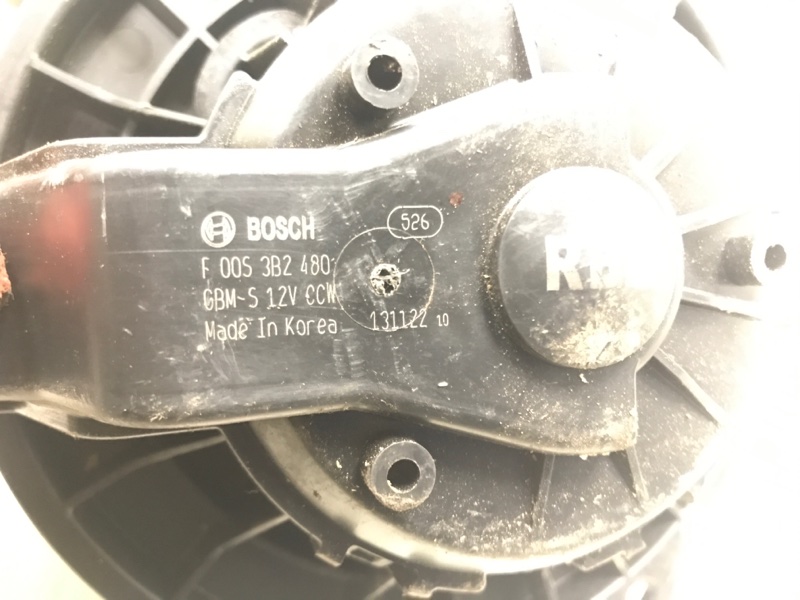 BOSCH
526
F 005 3B2 480
GBM-S 12V CCW
Made In Korea
131122 10